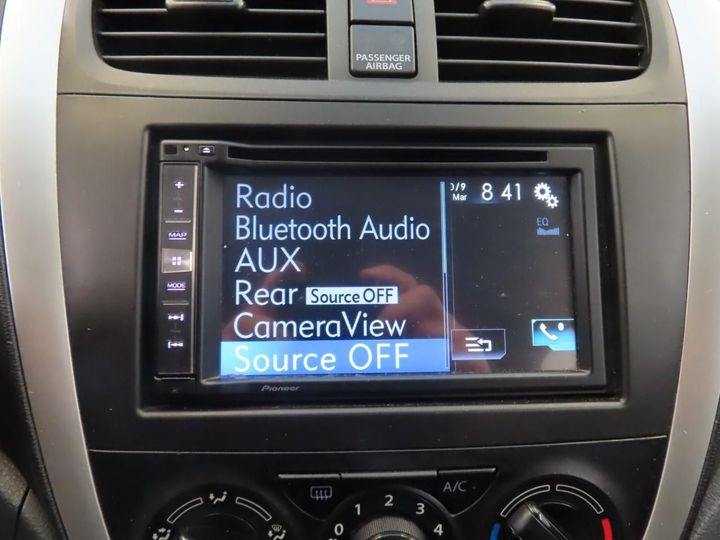 PASSENGER
AIRBAG
Radio
Bluetooth Audio
AUX
Rear Source OFF
CameraView
Source OFF
Mar
8 41
EQ
+
-
MAP
MODE
Pioneer
A/C
0 1 2 3 4